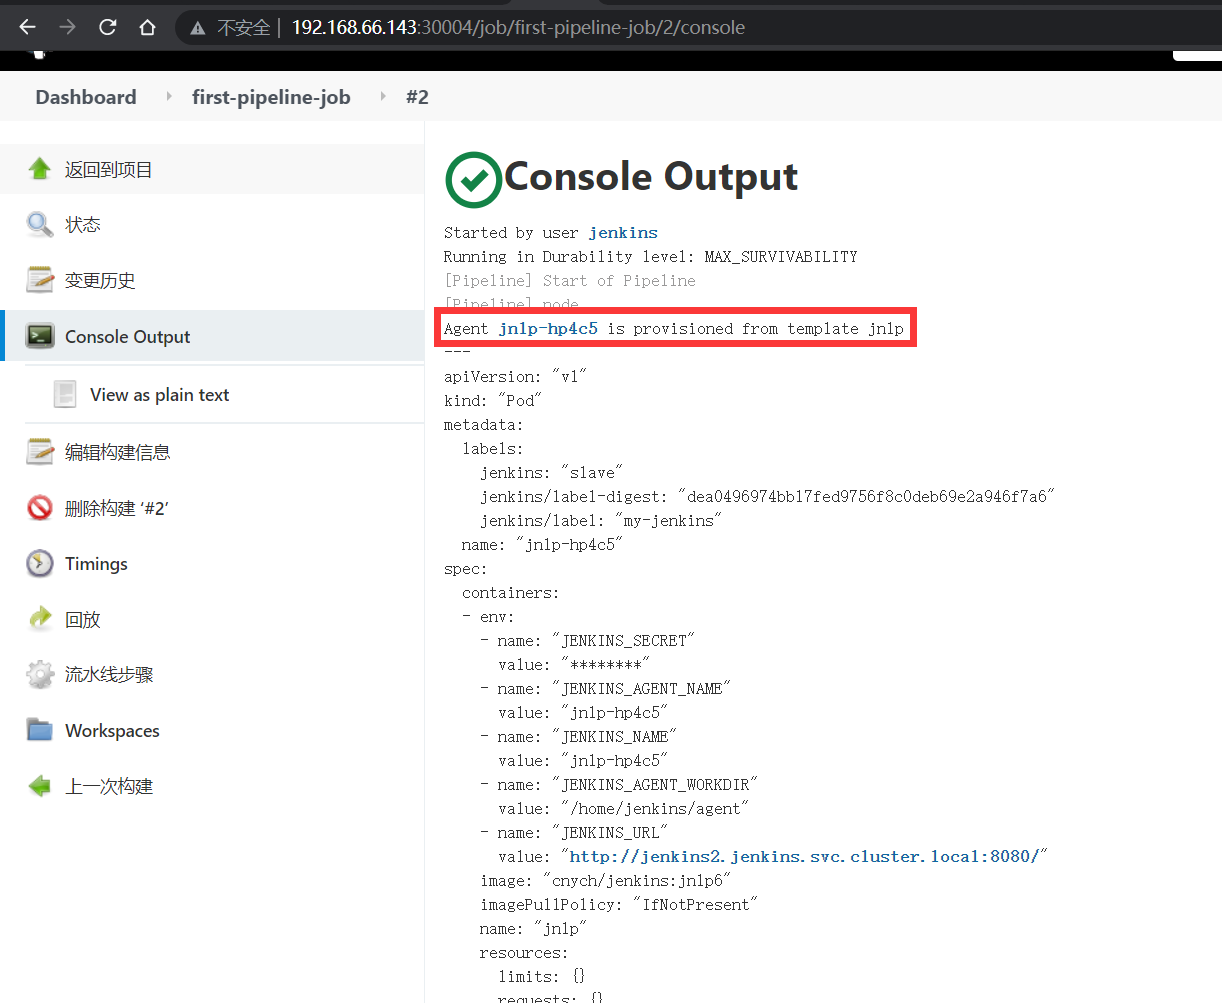 不安全 | 192.168.66.143:30004/job/first-pipeline-job/2/console
Dashboard
first-pipeline-job
#2
返回到项目
状态
变更历史
Console Output
View as plain text
编辑构建信息
删除构建 ‘#2’
Timings
回放
流水线步骤
Workspaces
上一次构建
Console Output
Started by user jenkins
Running in Durability level: MAX_SURVIVABILITY
[Pipeline] Start of Pipeline
[Pipeline] node
Agent jnlp-hp4c5 is provisioned from template jnlp
---
apiVersion: "v1"
kind: "Pod"
metadata:
  labels:
    jenkins: "slave"
    jenkins/label-digest: "dea0496974bb17fed9756f8c0deb69e2a946f7a6"
    jenkins/label: "my-jenkins"
  name: "jnlp-hp4c5"
spec:
  containers:
  - env:
    - name: "JENKINS_SECRET"
      value: "********"
    - name: "JENKINS_AGENT_NAME"
      value: "jnlp-hp4c5"
    - name: "JENKINS_NAME"
      value: "jnlp-hp4c5"
    - name: "JENKINS_AGENT_WORKDIR"
      value: "/home/jenkins/agent"
    - name: "JENKINS_URL"
      value: "http://jenkins2.jenkins.svc.cluster.local:8080/"
    image: "cnych/jenkins:jnlp6"
    imagePullPolicy: "IfNotPresent"
    name: "jnlp"
    resources:
      limits: {}
      requests: {}